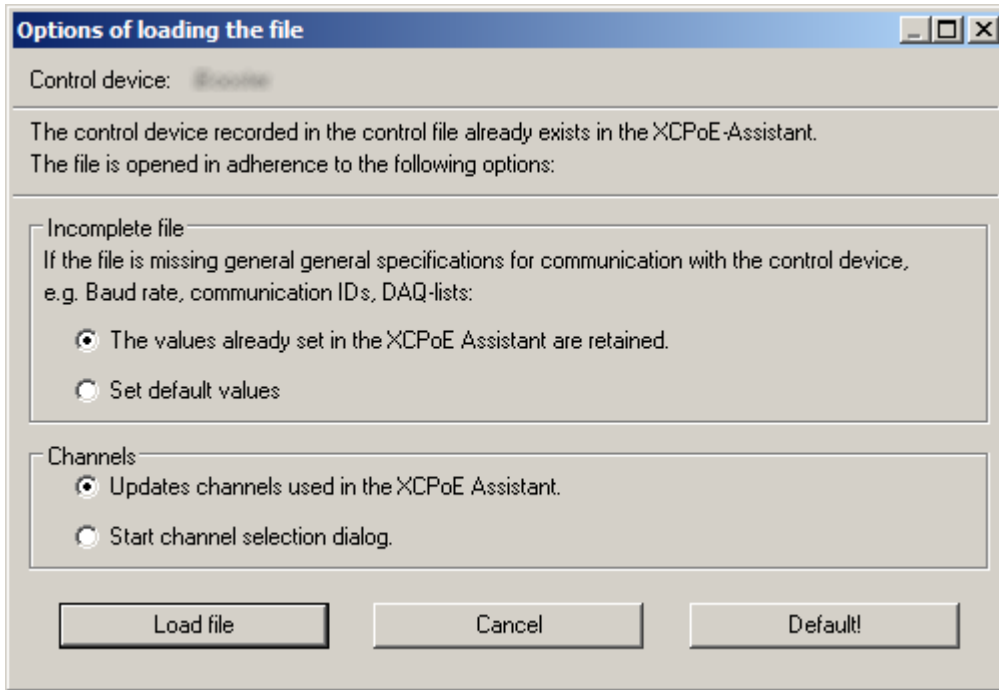 Options of loading the file
Control device:
The control device recorded in the control file already exists in the XCPoE-Assistant.
The file is opened in adherence to the following options:
Incomplete file
If the file is missing general general specifications for communication with the control device,
e.g. Baud rate, communication IDs, DAQ-lists:
The values already set in the XCPoE Assistant are retained.
Set default values
Channels
Updates channels used in the XCPoE Assistant.
Start channel selection dialog.
Load file
Cancel
Default!